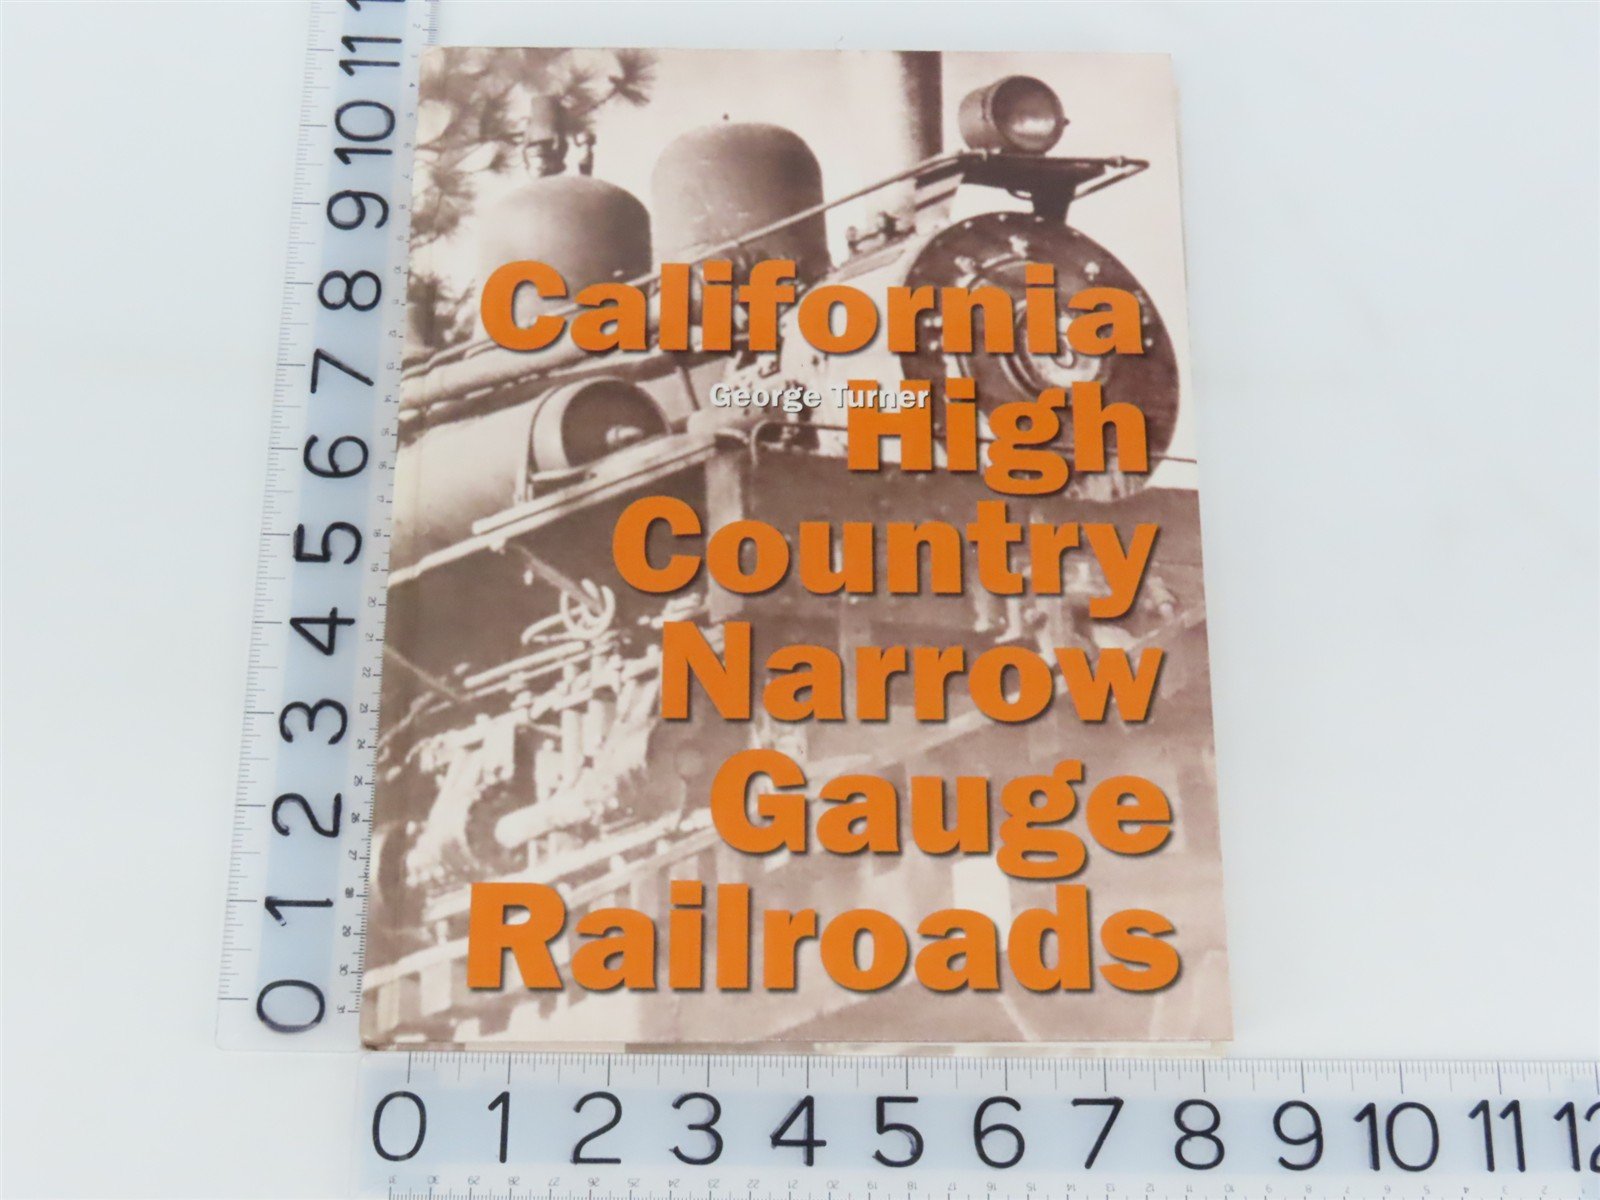 California
George Turner
High
Country
Narrow
Gauge
Railroads
11
10
9
8
7
6
5
4
3
2
1
0
0 1 2 3 4 5 6 7 8 9 10 11 12